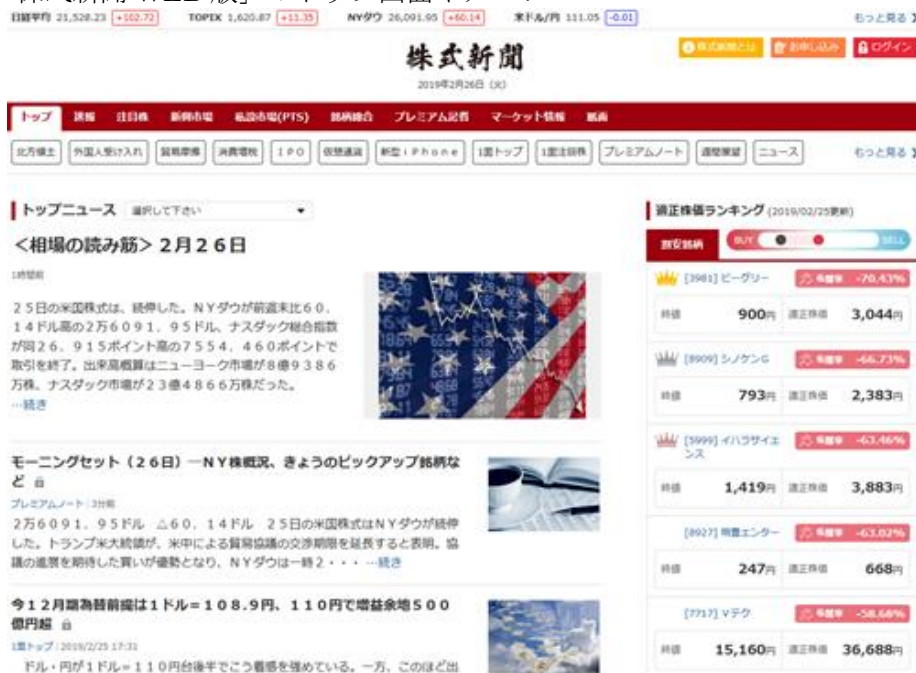 日経平均 21,528.23 +102.72 TOPIX 1,620.87 +11.35 NYダウ 26,091.95 +60.14 米ドル/円 111.05 -0.01 もっと見る
株式新聞
2019年2月26日（火）
株式新聞とは お申し込み ログイン
トップ 速報 注目株 新興市場 私設市場(PTS) 銘柄総合 プレミアム記者 マーケット情報 紙面
北方領土 外国人受け入れ 貿易摩擦 消費増税 IPO 仮想通貨 新型iPhone 1面トップ 1面注目株 プレミアムノート 週間展望 ニュース もっと見る
トップニュース 選択して下さい
＜相場の読み筋＞２月２６日
1時間前
２５日の米国株式は、続伸した。ＮＹダウが前週末比６０．
１４ドル高の２万６０９１．９５ドル、ナスダック総合指数
が同２６．９１５ポイント高の７５５４．４６０ポイントで
取引を終了。出来高概算はニューヨーク市場が８億９３８６
万株、ナスダック市場が２３億４８６６万株だった。
…続き
モーニングセット（２６日）―ＮＹ株概況、きょうのピックアップ銘柄な
ど
プレミアムノート 3分前
２万６０９１．９５ドル △６０．１４ドル ２５日の米国株式はＮＹダウが続伸
した。トランプ米大統領が、米中による貿易協議の交渉期限を延長すると表明。協
議の進展を期待した買いが優勢となり、ＮＹダウは一時２・・・ …続き
今１２月期為替前提は１ドル＝１０８．９円、１１０円で増益余地５００
億円超
1面トップ 2019/2/25 17:31
ドル・円が１ドル＝１１０円台後半でこう着感を強めている。一方、このほど出
適正株価ランキング (2019/02/25更新)
割安銘柄 BUY SELL
[3981] ビーグリー 乖離率 -70.43%
終値 900円 適正株価 3,044円
[8909] シノケンG 乖離率 -66.73%
終値 793円 適正株価 2,383円
[5999] イハラサイエ
ンス 乖離率 -63.46%
終値 1,419円 適正株価 3,883円
[8927] 明豊エンター 乖離率 -63.02%
終値 247円 適正株価 668円
[7717] Vテク 乖離率 -58.68%
終値 15,160円 適正株価 36,688円